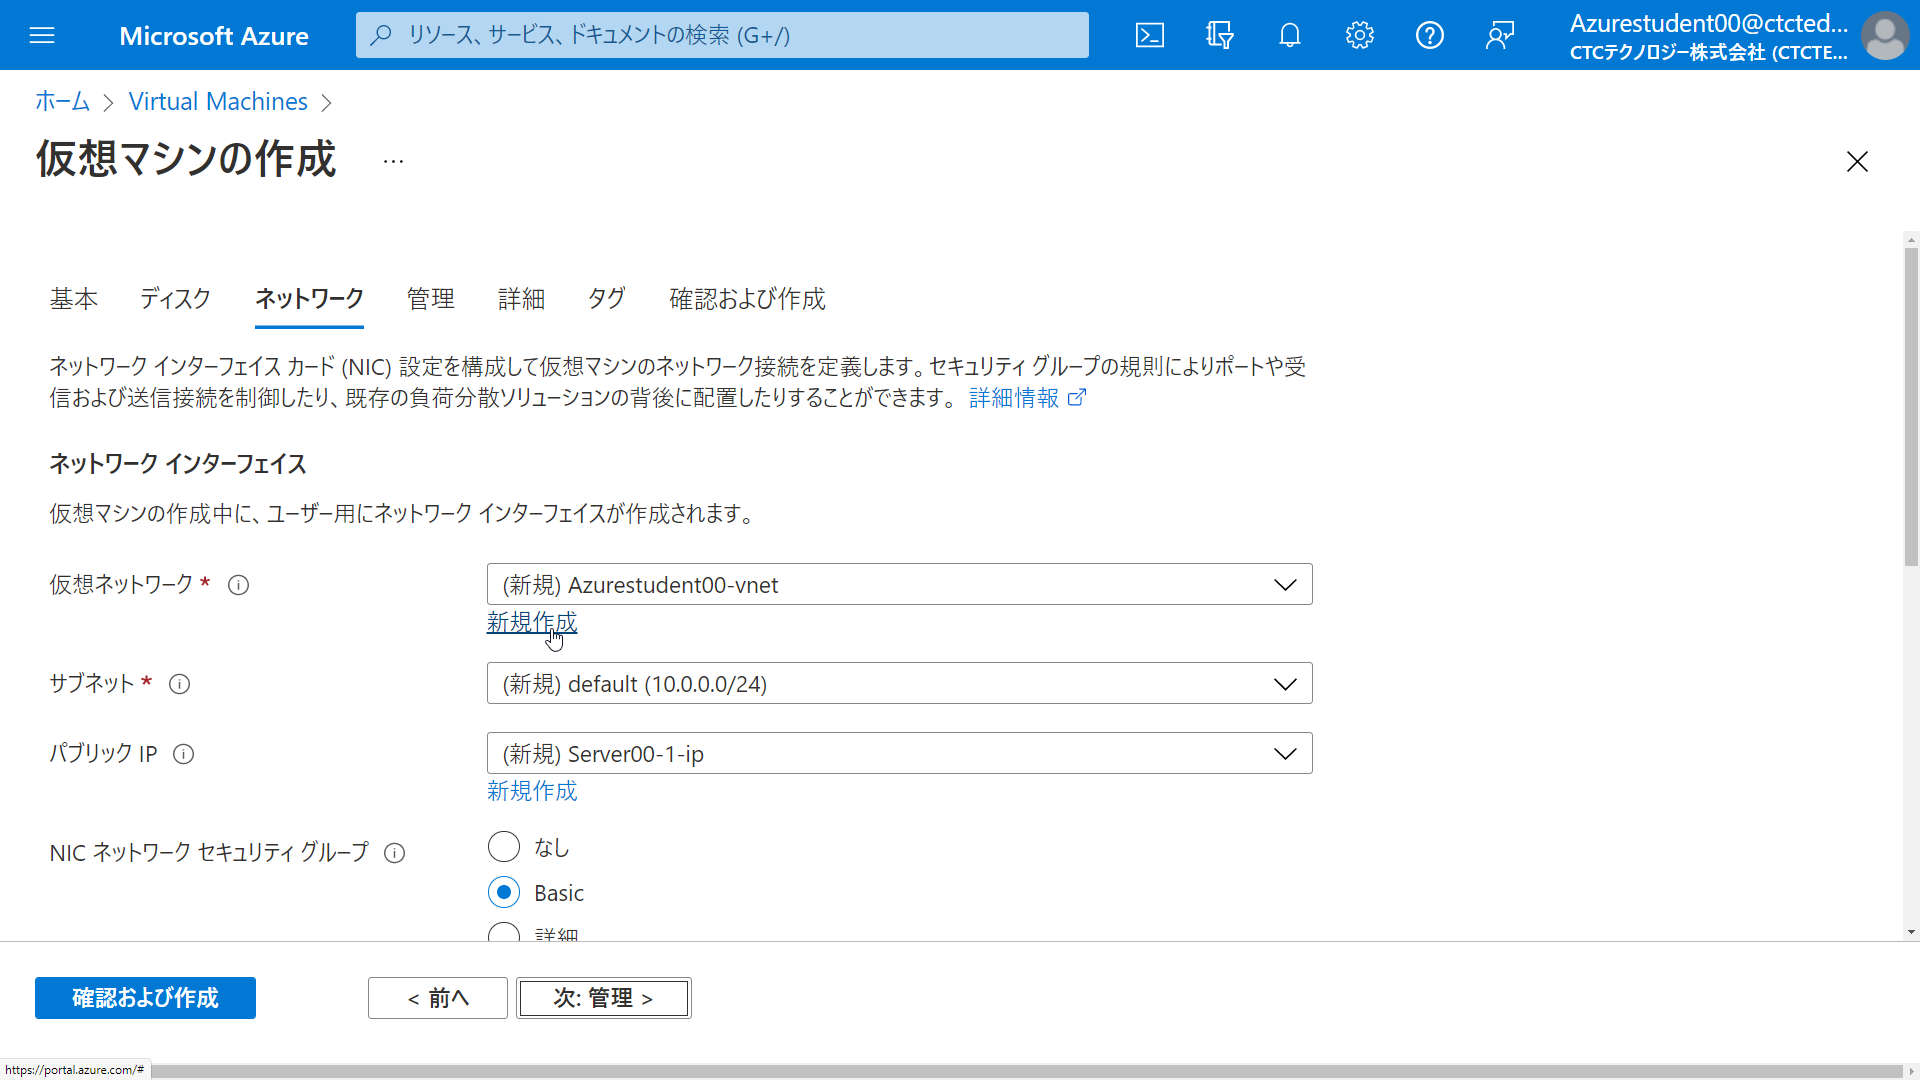 Microsoft Azure
リソース、サービス、ドキュメントの検索 (G+/)
Azurestudent00@ctcted...
CTCテクノロジー株式会社 (CTCTE...
ホーム > Virtual Machines >
仮想マシンの作成 ...
基本 ディスク ネットワーク 管理 詳細 タグ 確認および作成
ネットワーク インターフェイス カード (NIC) 設定を構成して仮想マシンのネットワーク接続を定義します。セキュリティ グループの規則によりポートや受
信および送信接続を制御したり、既存の負荷分散ソリューションの背後に配置したりすることができます。 詳細情報
ネットワーク インターフェイス
仮想マシンの作成中に、ユーザー用にネットワーク インターフェイスが作成されます。
仮想ネットワーク *
(新規) Azurestudent00-vnet
新規作成
サブネット *
(新規) default (10.0.0.0/24)
パブリック IP
(新規) Server00-1-ip
新規作成
NIC ネットワーク セキュリティ グループ
なし
Basic
詳細
確認および作成
< 前へ
次: 管理 >
https://portal.azure.com/#